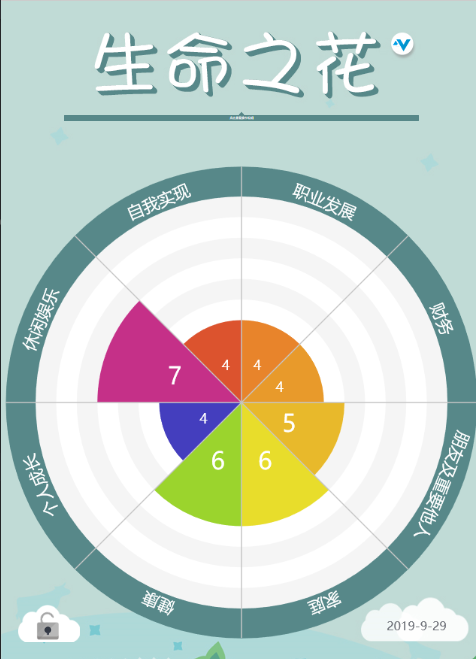 生命之花
自我实现
职业发展
休闲娱乐
财务
7
4
4
4
4
5
6
6
个人成长
朋友及重要他人
健康
家庭
2019-9-29